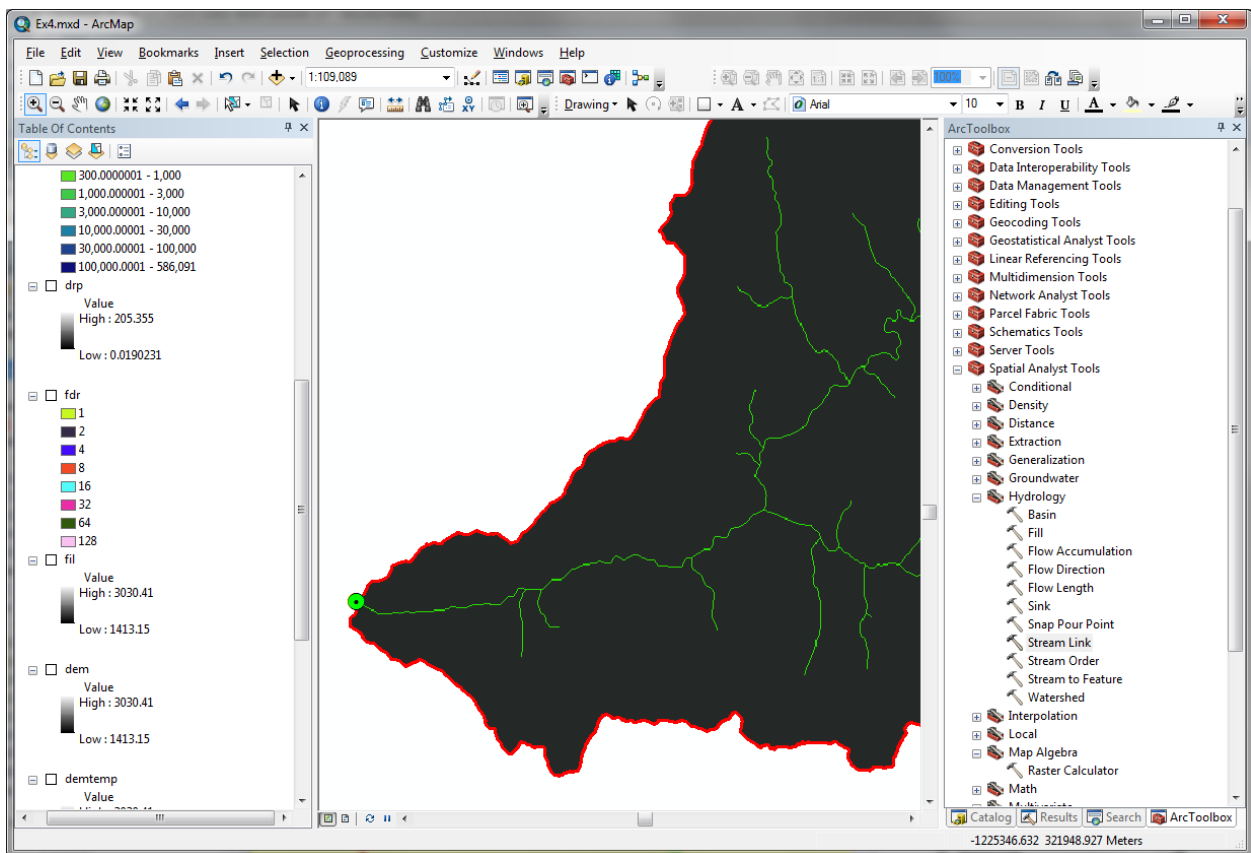 Ex4.mxd - ArcMap
File Edit View Bookmarks Insert Selection Geoprocessing Customize Windows Help
1:109,089
100%
Drawing
A
Arial
10
B I U A
Table Of Contents
300.0000001 - 1,000
1,000.000001 - 3,000
3,000.000001 - 10,000
10,000.00001 - 30,000
30,000.00001 - 100,000
100,000.0001 - 586,091
drp
Value
High : 205.355
Low : 0.0190231
fdr
1
2
4
8
16
32
64
128
fil
Value
High : 3030.41
Low : 1413.15
dem
Value
High : 3030.41
Low : 1413.15
demtemp
Value
ArcToolbox
Conversion Tools
Data Interoperability Tools
Data Management Tools
Editing Tools
Geocoding Tools
Geostatistical Analyst Tools
Linear Referencing Tools
Multidimension Tools
Network Analyst Tools
Parcel Fabric Tools
Schematics Tools
Server Tools
Spatial Analyst Tools
Conditional
Density
Distance
Extraction
Generalization
Groundwater
Hydrology
Basin
Fill
Flow Accumulation
Flow Direction
Flow Length
Sink
Snap Pour Point
Stream Link
Stream Order
Stream to Feature
Watershed
Interpolation
Local
Map Algebra
Raster Calculator
Math
Catalog Results Search ArcToolbox
-1225346.632 321948.927 Meters